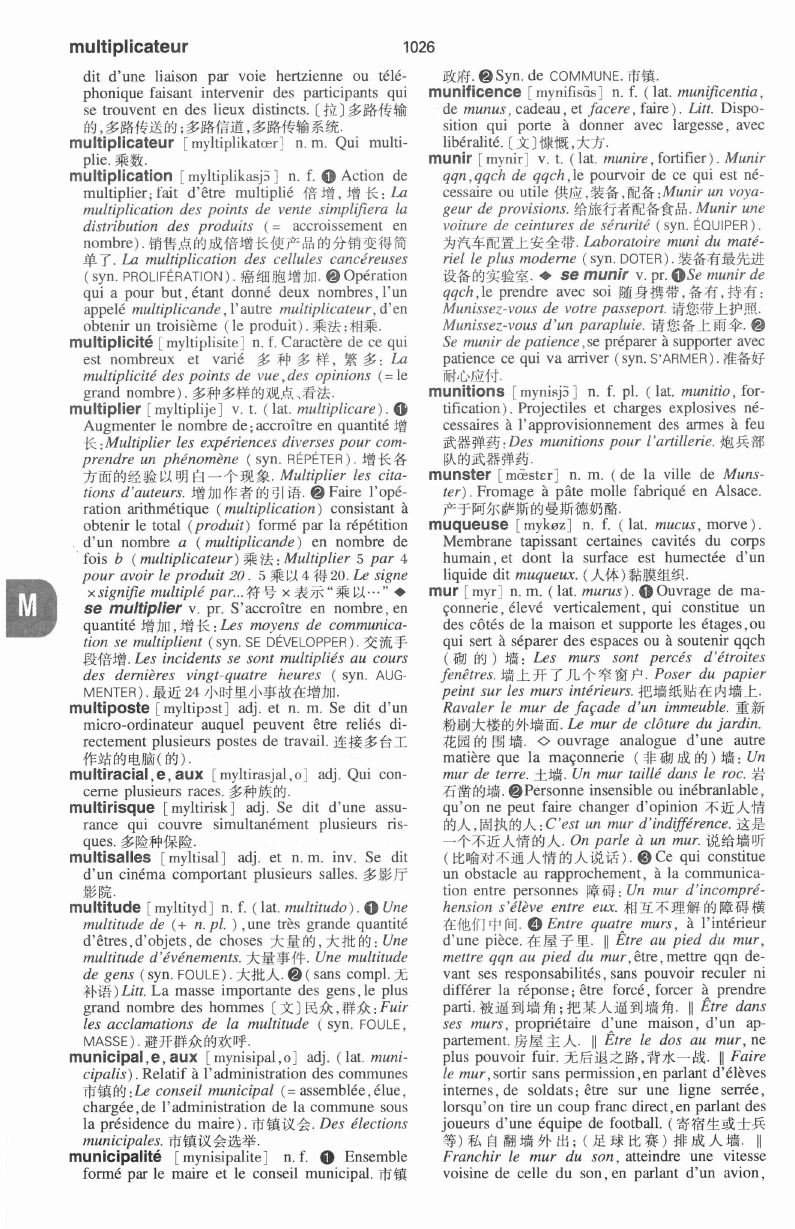 multiplicateur
1026
dit d'une liaison par voie hertzienne ou télé-
phonique faisant intervenir des participants qui
se trouvent en des lieux distincts. 〔拉〕多路传输
的,多路传送的;多路信道,多路传输系统.
multiplicateur [myltiplikatœr] n. m. Qui multi-
plie. 乘数.
multiplication [myltiplikasjɔ̃] n. f. ❶ Action de
multiplier; fait d'être multiplié 倍增,增长: La
multiplication des points de vente simplifiera la
distribution des produits (= accroissement en
nombre). 销售点的成倍增长使产品的分销变得简
单了. La multiplication des cellules cancéreuses
(syn. PROLIFÉRATION). 癌细胞增加. ❷ Opération
qui a pour but, étant donné deux nombres, l'un
appelé multiplicande, l'autre multiplicateur, d'en
obtenir un troisième (le produit). 乘法;相乘.
multiplicité [myltiplisite] n. f. Caractère de ce qui
est nombreux et varié 多种多样,繁多: La
multiplicité des points de vue, des opinions (= le
grand nombre). 多种多样的观点、看法.
multiplier [myltiplije] v. t. (lat. multiplicare). ❶
Augmenter le nombre de; accroître en quantité 增
长: Multiplier les expériences diverses pour com-
prendre un phénomène (syn. RÉPÉTER). 增长各
方面的经验以明白一个现象. Multiplier les cita-
tions d'auteurs. 增加作者的引语. ❷ Faire l'opé-
ration arithmétique (multiplication) consistant à
obtenir le total (produit) formé par la répétition
d'un nombre a (multiplicande) en nombre de
fois b (multiplicateur) 乘法: Multiplier 5 par 4
pour avoir le produit 20. 5乘以4得20. Le signe
× signifie multiplé par... 符号×表示“乘以…” ◆
se multiplier v. pr. S'accroître en nombre, en
quantité 增加,增长: Les moyens de communica-
tion se multiplient (syn. SE DÉVELOPPER). 交流手
段倍增. Les incidents se sont multipliés au cours
des dernières vingt-quatre heures (syn. AUG-
MENTER). 最近24小时里小事故在增加.
multiposte [myltipɔst] adj. et n. m. Se dit d'un
micro-ordinateur auquel peuvent être reliés di-
rectement plusieurs postes de travail. 连接多台工
作站的电脑(的).
multiracial, e, aux [myltirasjal, o] adj. Qui con-
cerne plusieurs races. 多种族的.
multirisque [myltirisk] adj. Se dit d'une assu-
rance qui couvre simultanément plusieurs ris-
ques. 多险种保险.
multisalles [myltisal] adj. et n. m. inv. Se dit
d'un cinéma comportant plusieurs salles. 多影厅
影院.
multitude [myltityd] n. f. (lat. multitudo). ❶ Une
multitude de (+ n. pl.), une très grande quantité
d'êtres, d'objets, de choses 大量的,大批的: Une
multitude d'événements. 大量事件. Une multitude
de gens (syn. FOULE). 大批人. ❷ (sans compl. 无
补语) Litt. La masse importante des gens, le plus
grand nombre des hommes 〔文〕民众,群众: Fuir
les acclamations de la multitude (syn. FOULE,
MASSE). 避开群众的欢呼.
municipal, e, aux [mynisipal, o] adj. (lat. muni-
cipalis). Relatif à l'administration des communes
市镇的: Le conseil municipal (= assemblée, élue,
chargée, de l'administration de la commune sous
la présidence du maire). 市镇议会. Des élections
municipales. 市镇议会选举.
municipalité [mynisipalite] n. f. ❶ Ensemble
formé par le maire et le conseil municipal. 市镇
M
政府. ❷ Syn. de COMMUNE. 市镇.
munificence [mynifisɑ̃s] n. f. (lat. munificentia,
de munus, cadeau, et facere, faire). Litt. Dispo-
sition qui porte à donner avec largesse, avec
libéralité. 〔文〕慷慨,大方.
munir [mynir] v. t. (lat. munire, fortifier). Munir
qqn, qqch de qqch, le pourvoir de ce qui est né-
cessaire ou utile 供应,装备,配备: Munir un voya-
geur de provisions. 给旅行者配备食品. Munir une
voiture de ceintures de sérurité (syn. ÉQUIPER).
为汽车配置上安全带. Laboratoire muni du maté-
riel le plus moderne (syn. DOTER). 装备有最先进
设备的实验室. ◆ se munir v. pr. ❶ Se munir de
qqch, le prendre avec soi 随身携带,备有,持有:
Munissez-vous de votre passeport. 请您带上护照.
Munissez-vous d'un parapluie. 请您备上雨伞. ❷
Se munir de patience, se préparer à supporter avec
patience ce qui va arriver (syn. S'ARMER). 准备好
耐心应付.
munitions [mynisjɔ̃] n. f. pl. (lat. munitio, for-
tification). Projectiles et charges explosives né-
cessaires à l'approvisionnement des armes à feu
武器弹药: Des munitions pour l'artillerie. 炮兵部
队的武器弹药.
munster [mœ̃stɛr] n. m. (de la ville de Muns-
ter). Fromage à pâte molle fabriqué en Alsace.
产于阿尔萨斯的曼斯德奶酪.
muqueuse [mykøz] n. f. (lat. mucus, morve).
Membrane tapissant certaines cavités du corps
humain, et dont la surface est humectée d'un
liquide dit muqueux. (人体)黏膜组织.
mur [myr] n. m. (lat. murus). ❶ Ouvrage de ma-
çonnerie, élevé verticalement, qui constitue un
des côtés de la maison et supporte les étages, ou
qui sert à séparer des espaces ou à soutenir qqch
(砌的)墙: Les murs sont percés d'étroites
fenêtres. 墙上开了几个窄窗户. Poser du papier
peint sur les murs intérieurs. 把墙纸贴在内墙上.
Ravaler le mur de façade d'un immeuble. 重新
粉刷大楼的外墙面. Le mur de clôture du jardin.
花园的围墙. ◇ ouvrage analogue d'une autre
matière que la maçonnerie (非砌成的)墙: Un
mur de terre. 土墙. Un mur taillé dans le roc. 岩
石凿的墙. ❷ Personne insensible ou inébranlable,
qu'on ne peut faire changer d'opinion 不近人情
的人,固执的人: C'est un mur d'indifférence. 这是
一个不近人情的人. On parle à un mur. 说给墙听
(比喻对不通人情的人说话). ❸ Ce qui constitue
un obstacle au rapprochement, à la communica-
tion entre personnes 障碍: Un mur d'incompré-
hension s'élève entre eux. 相互不理解的障碍横
在他们中间. ❹ Entre quatre murs, à l'intérieur
d'une pièce. 在屋子里. ‖ Être au pied du mur,
mettre qqn au pied du mur, être, mettre qqn de-
vant ses responsabilités, sans pouvoir reculer ni
différer la réponse; être forcé, forcer à prendre
parti. 被逼到墙角;把某人逼到墙角. ‖ Être dans
ses murs, propriétaire d'une maison, d'un ap-
partement. 房屋主人. ‖ Être le dos au mur, ne
plus pouvoir fuir. 无后退之路,背水一战. ‖ Faire
le mur, sortir sans permission, en parlant d'élèves
internes, de soldats; être sur une ligne serrée,
lorsqu'on tire un coup franc direct, en parlant des
joueurs d'une équipe de football. (寄宿生或士兵
等)私自翻墙外出;(足球比赛)排成人墙. ‖
Franchir le mur du son, atteindre une vitesse
voisine de celle du son, en parlant d'un avion,